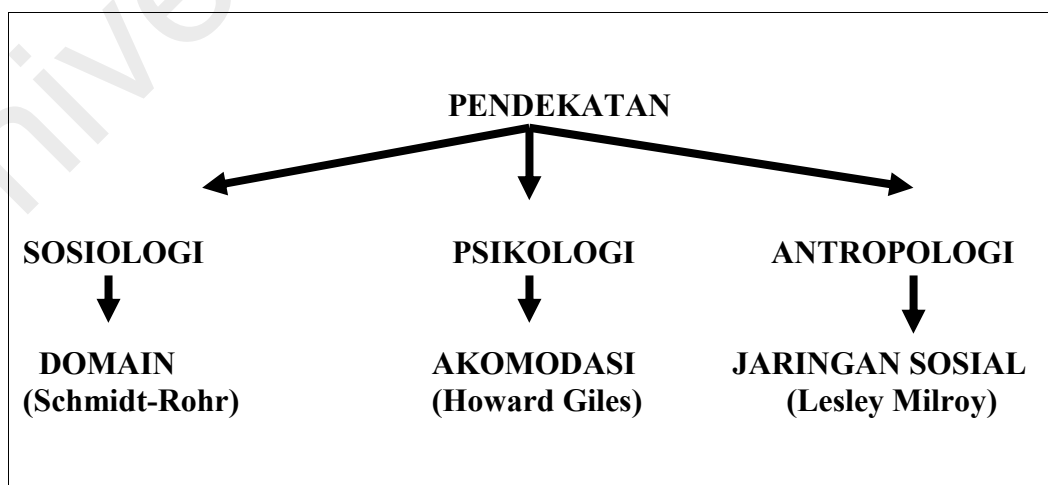 PENDEKATAN
SOSIOLOGI PSIKOLOGI ANTROPOLOGI
DOMAIN AKOMODASI JARINGAN SOSIAL
(Schmidt-Rohr) (Howard Giles) (Lesley Milroy)